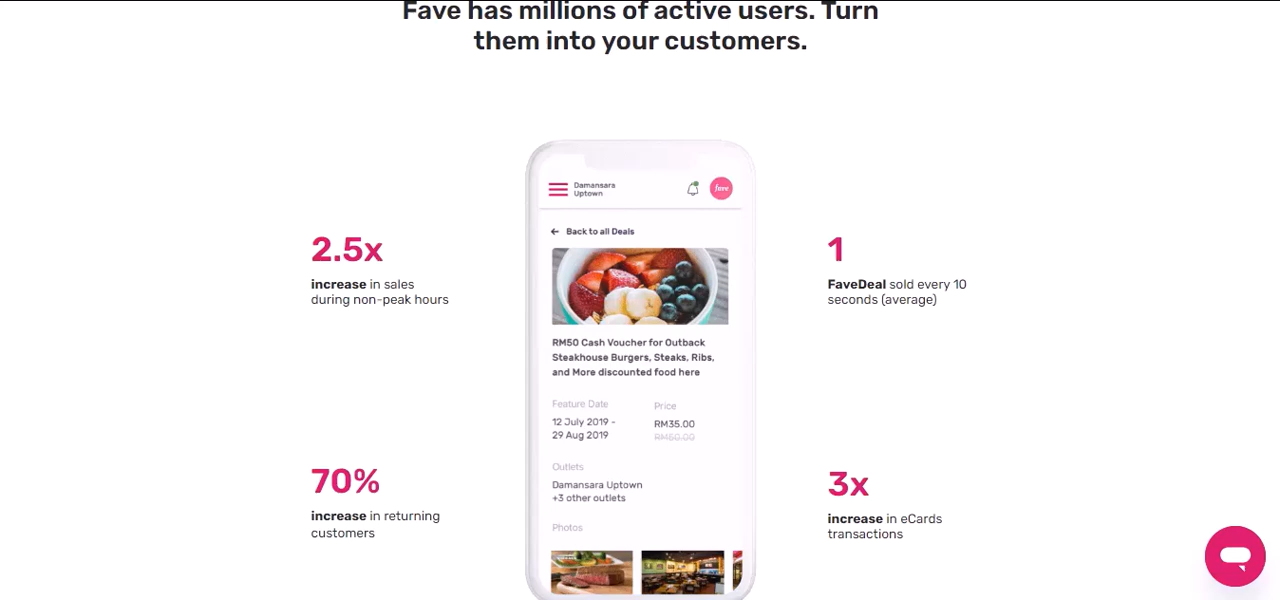 Fave has millions of active users. Turn
them into your customers.
Damansara
Uptown
fave
Back to all Deals
2.5x
increase in sales
during non-peak hours
1
FaveDeal sold every 10
seconds (average)
RM50 Cash Voucher for Outback
Steakhouse Burgers, Steaks, Ribs,
and More discounted food here
Feature Date
Price
12 July 2019 -
29 Aug 2019
RM35.00
RM50.00
Outlets
Damansara Uptown
+3 other outlets
70%
increase in returning
customers
3x
increase in eCards
transactions
Photos